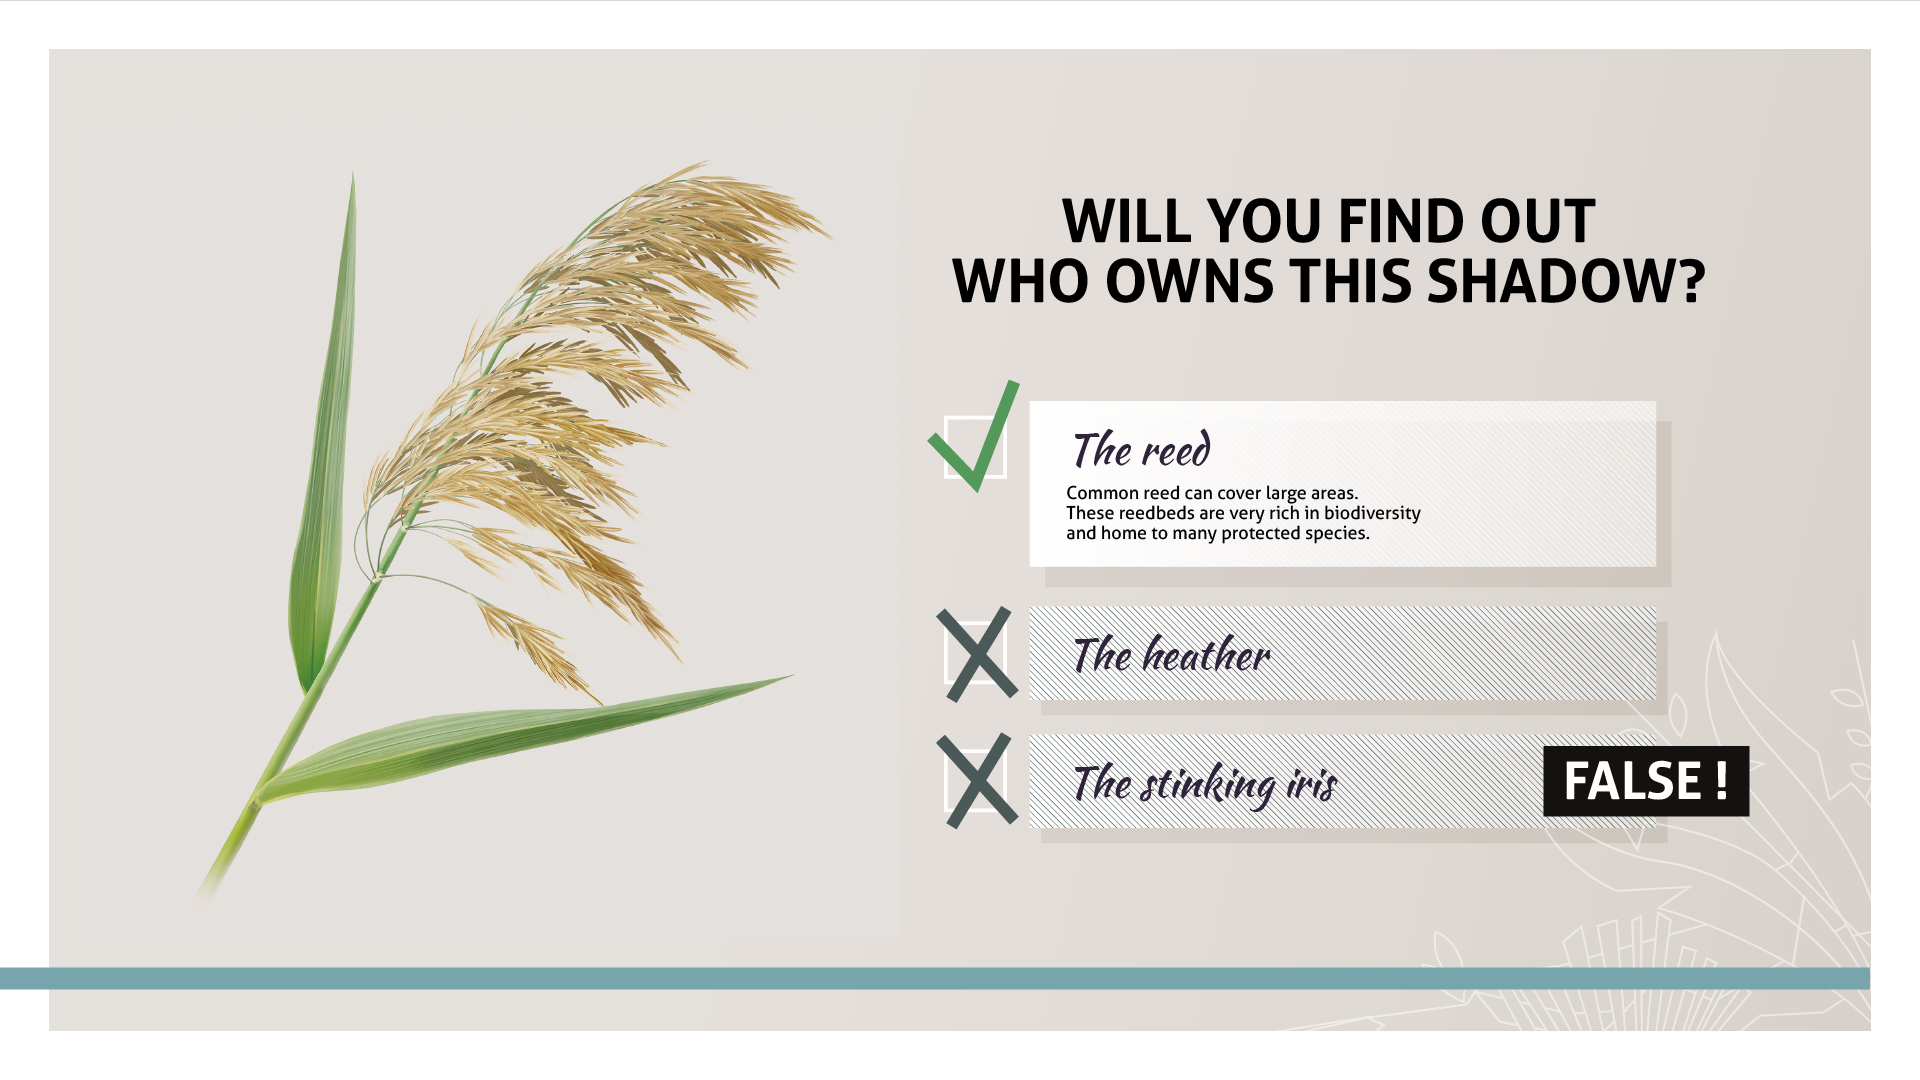 WILL YOU FIND OUT
WHO OWNS THIS SHADOW?
The reed
Common reed can cover large areas.
These reedbeds are very rich in biodiversity
and home to many protected species.
The heather
The stinking iris
FALSE !